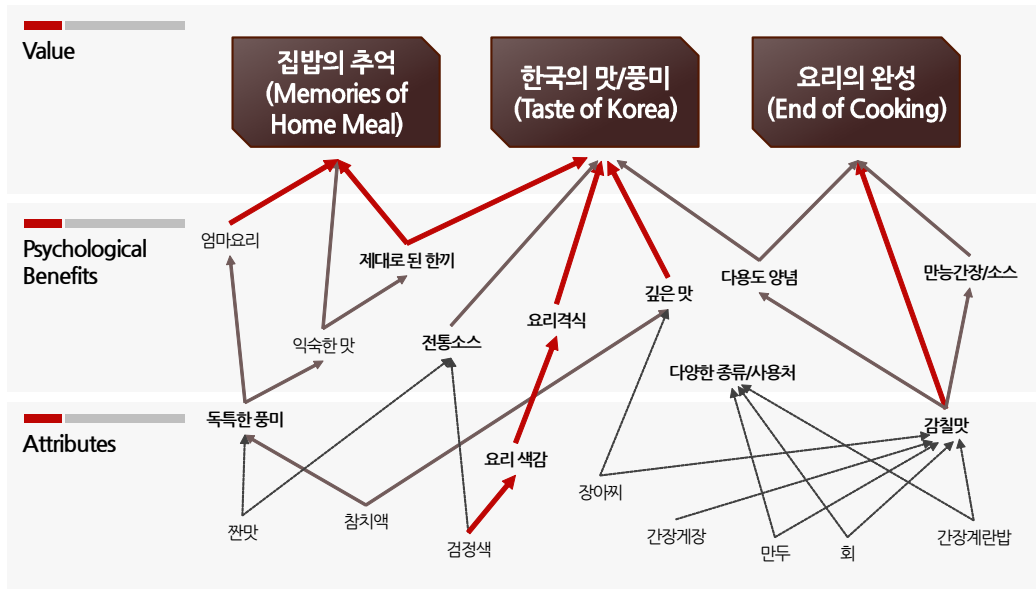 Value
집밥의 추억
(Memories of
Home Meal)
한국의 맛/풍미
(Taste of Korea)
요리의 완성
(End of Cooking)
Psychological
Benefits
엄마요리
제대로 된 한끼
익숙한 맛
전통소스
요리격식
깊은 맛
다용도 양념
만능간장/소스
다양한 종류/사용처
Attributes
독특한 풍미
요리 색감
감칠맛
짠맛
참치액
검정색
장아찌
간장게장
만두
회
간장계란밥